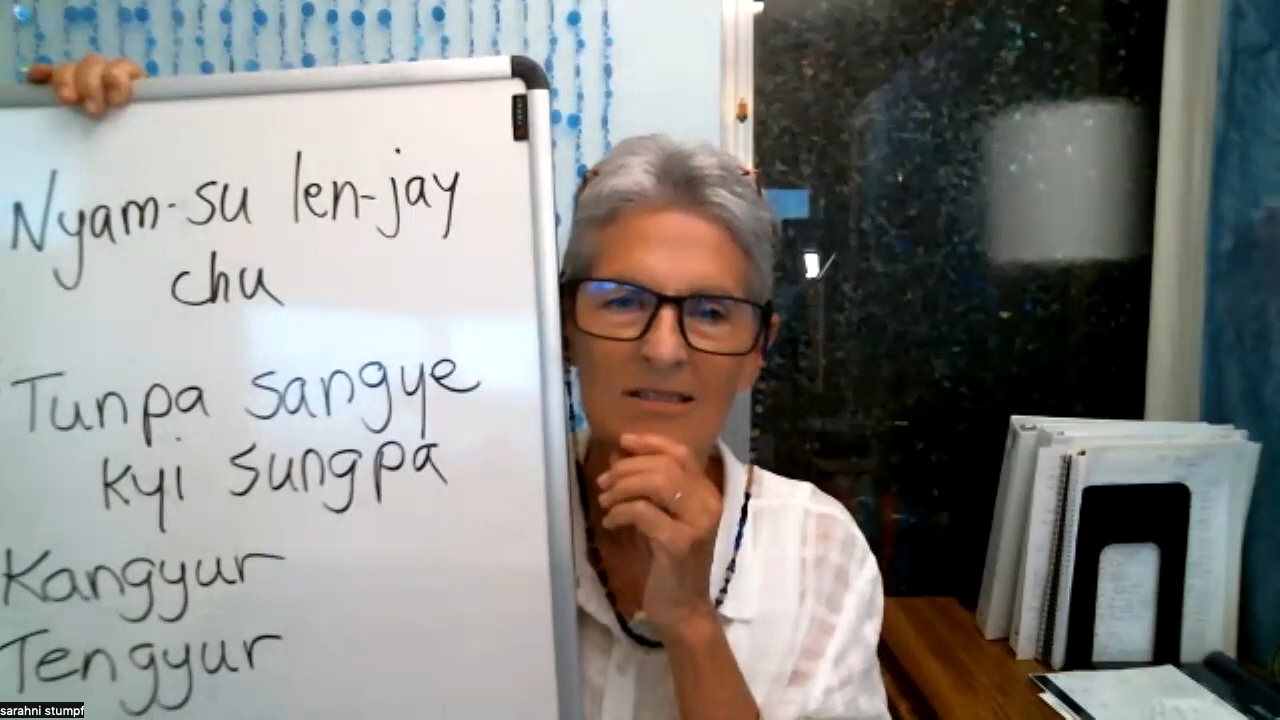 Nyam-su len-jay
chu
Tunpa sangye
kyi sungpa
Kangyur
Tengyur
sarahni stumpf